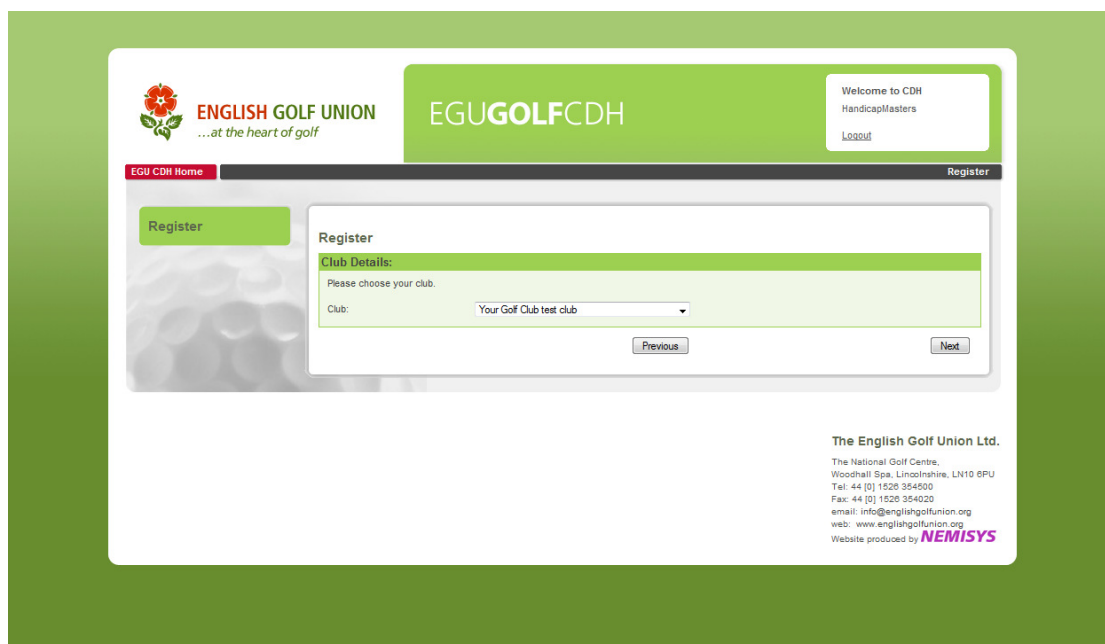 ENGLISH GOLF UNION
...at the heart of golf
EGUGOLFCDH
Welcome to CDH
HandicapMasters
Logout
EGU CDH Home
Register
Register
Register
Club Details:
Please choose your club.
Club:
Your Golf Club test club
Previous
Next
The English Golf Union Ltd.
The National Golf Centre,
Woodhall Spa, Lincolnshire, LN10 6PU
Tel: 44 [0] 1526 354500
Fax: 44 [0] 1526 354020
email: info@englishgolfunion.org
web: www.englishgolfunion.org
Website produced by NEMISYS